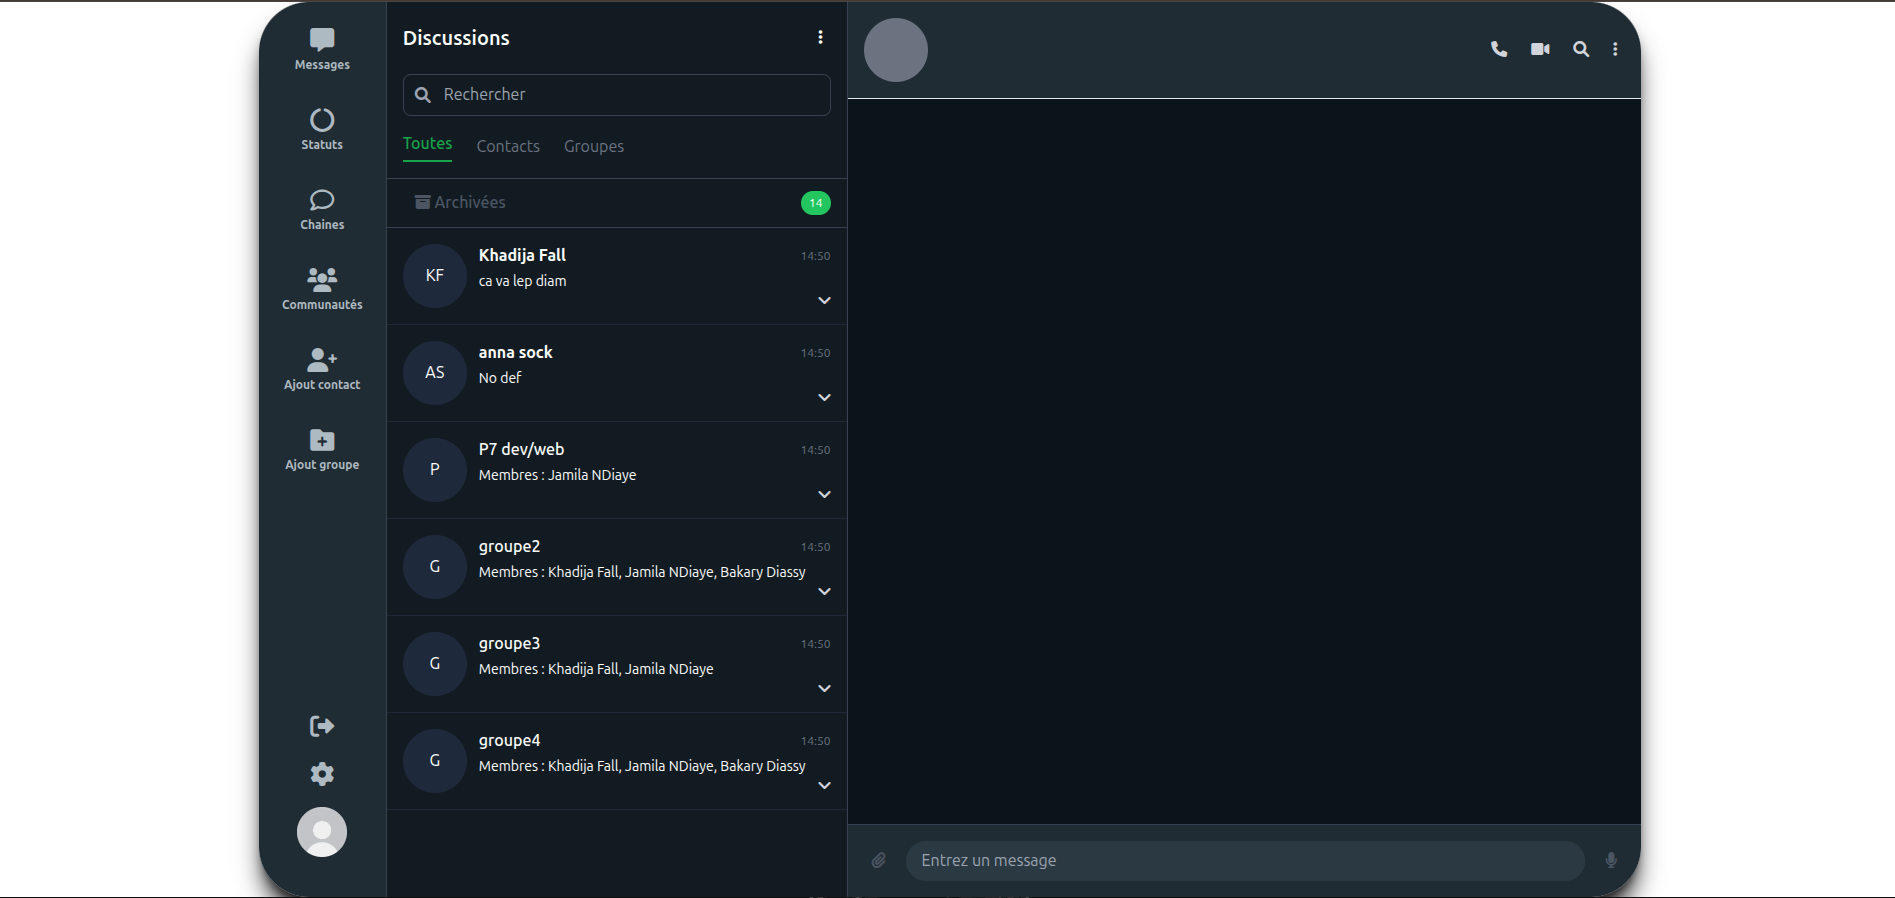 Messages
Statuts
Chaines
Communautés
Ajout contact
Ajout groupe
Discussions
Rechercher
Toutes Contacts Groupes
Archivées 14
KF Khadija Fall 14:50
ca va lep diam
AS anna sock 14:50
No def
P P7 dev/web 14:50
Membres : Jamila NDiaye
G groupe2 14:50
Membres : Khadija Fall, Jamila NDiaye, Bakary Diassy
G groupe3 14:50
Membres : Khadija Fall, Jamila NDiaye
G groupe4 14:50
Membres : Khadija Fall, Jamila NDiaye, Bakary Diassy
Entrez un message